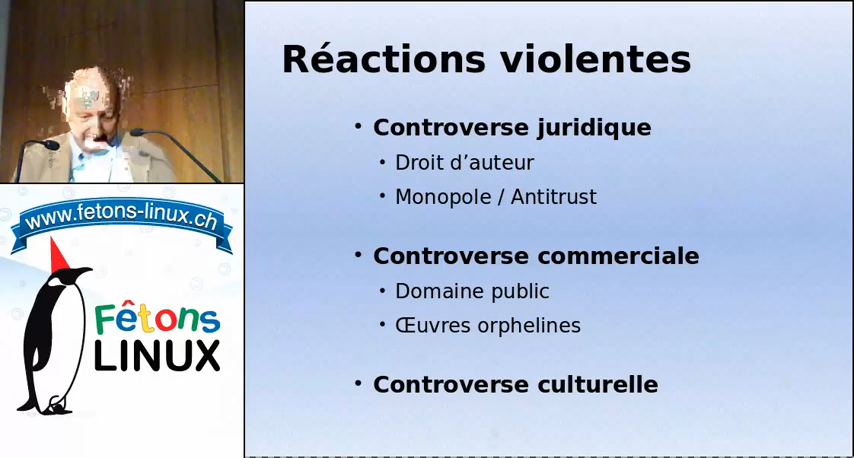 Réactions violentes
• Controverse juridique
• Droit d’auteur
• Monopole / Antitrust
• Controverse commerciale
• Domaine public
• Œuvres orphelines
• Controverse culturelle
www.fetons-linux.ch
Fêtons
LINUX